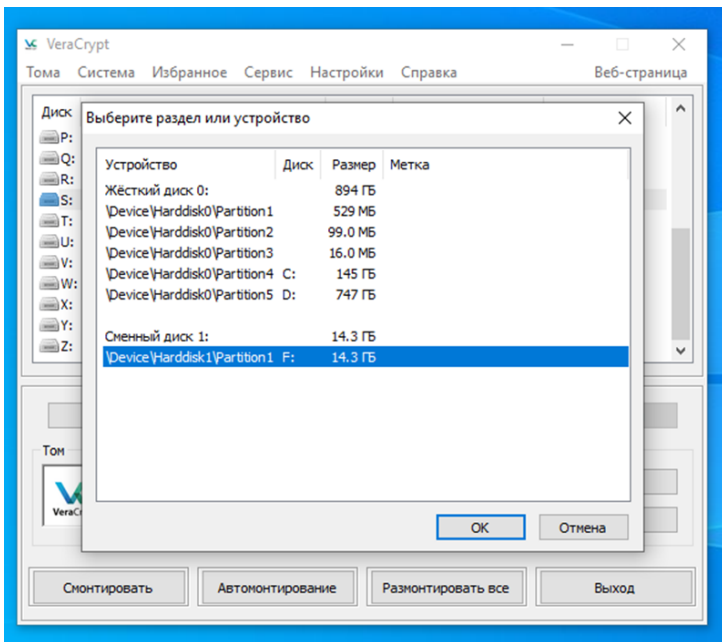 VeraCrypt
Тома Система Избранное Сервис Настройки Справка Веб-страница
Диск
Выберите раздел или устройство
P:
Q:
R:
S:
T:
U:
V:
W:
X:
Y:
Z:
Устройство Диск Размер Метка
Жёсткий диск 0: 894 ГБ
\Device\Harddisk0\Partition1 529 МБ
\Device\Harddisk0\Partition2 99.0 МБ
\Device\Harddisk0\Partition3 16.0 МБ
\Device\Harddisk0\Partition4 C: 145 ГБ
\Device\Harddisk0\Partition5 D: 747 ГБ
Сменный диск 1: 14.3 ГБ
\Device\Harddisk1\Partition1 F: 14.3 ГБ
OK Отмена
Том
Смонтировать Автомонтирование Размонтировать все Выход